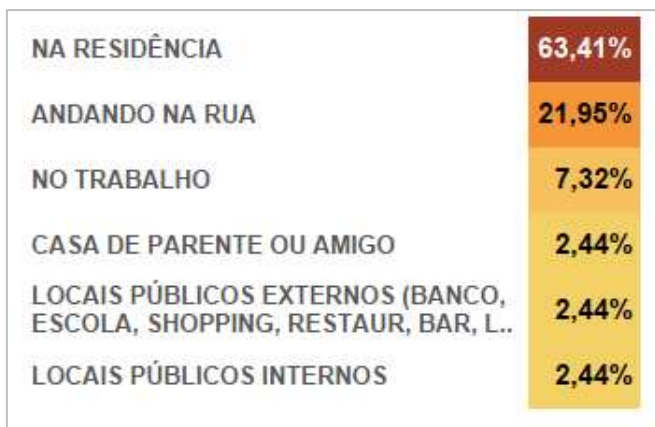 NA RESIDÊNCIA 63,41%
ANDANDO NA RUA 21,95%
NO TRABALHO 7,32%
CASA DE PARENTE OU AMIGO 2,44%
LOCAIS PÚBLICOS EXTERNOS (BANCO,
ESCOLA, SHOPPING, RESTAUR, BAR, L.. 2,44%
LOCAIS PÚBLICOS INTERNOS 2,44%